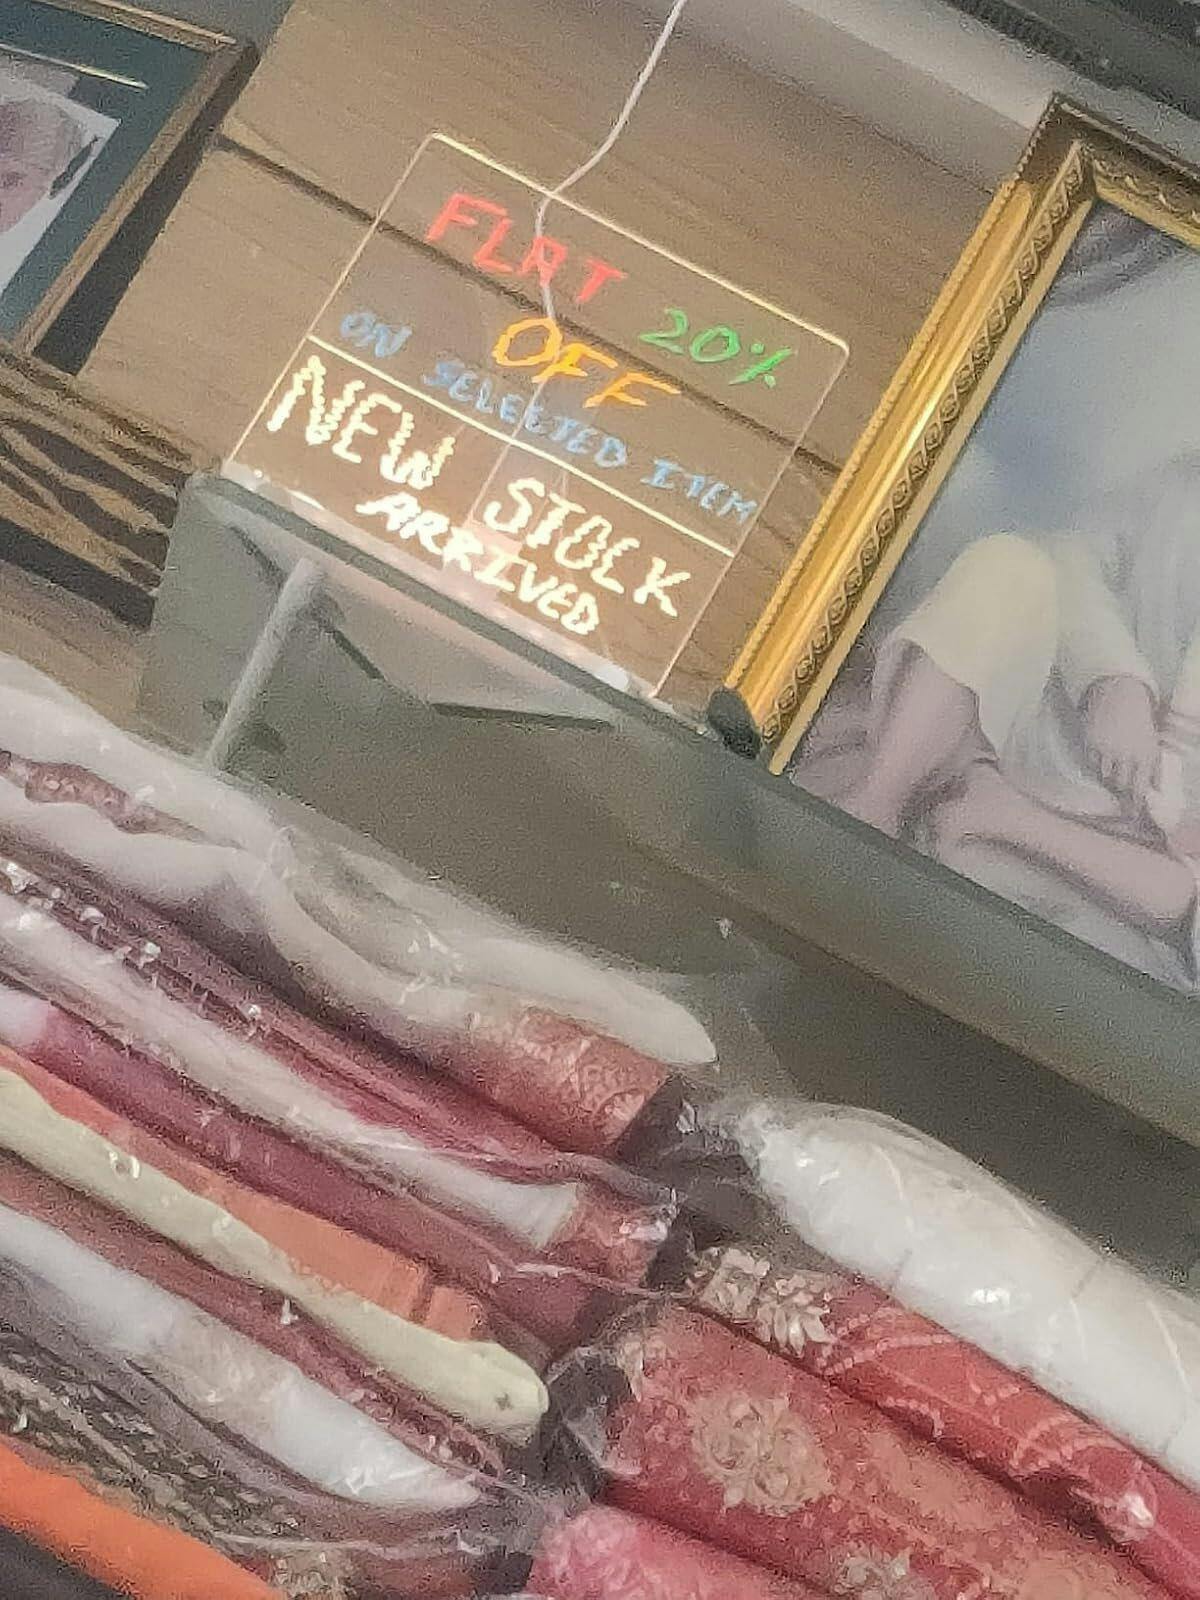 FLAT 20%
OFF
ON SELECTED ITEM
NEW STOCK
ARRIVED